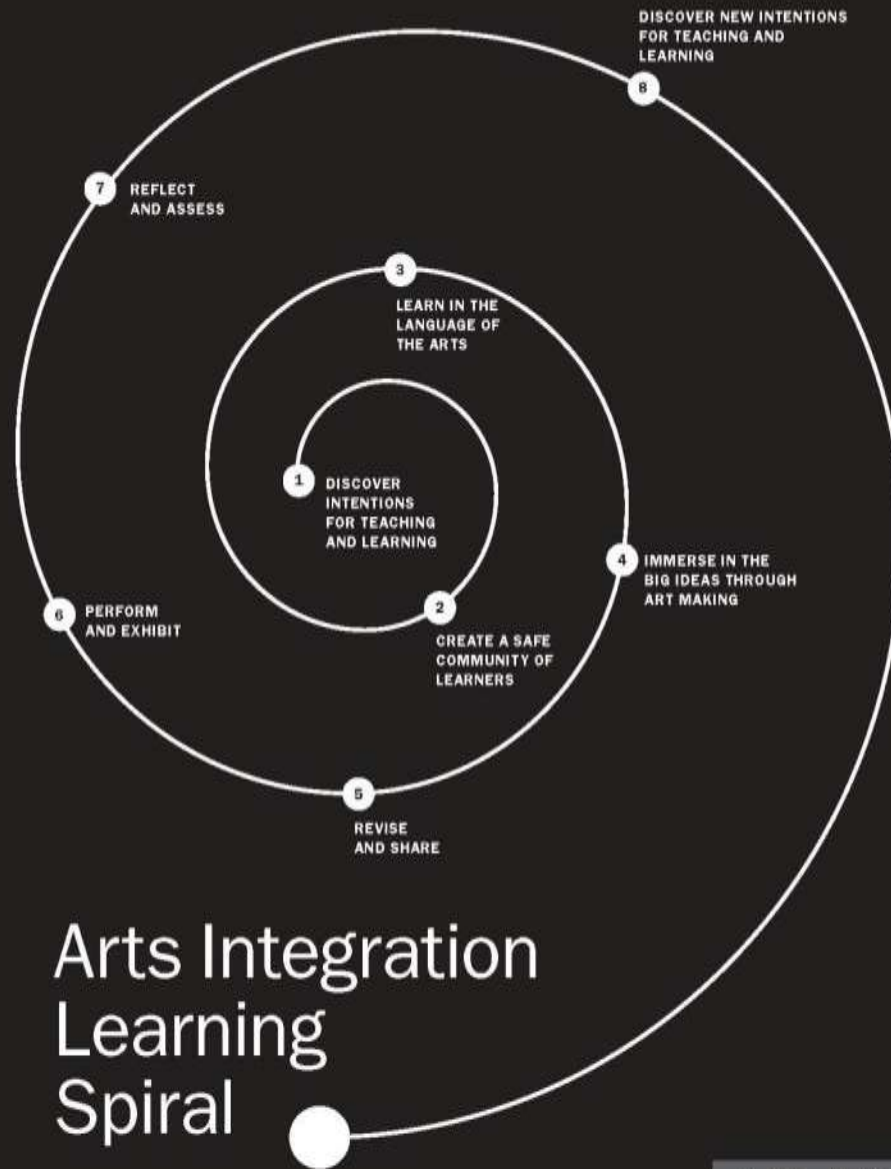 DISCOVER NEW INTENTIONS
FOR TEACHING AND
LEARNING
8
7
REFLECT
AND ASSESS
3
LEARN IN THE
LANGUAGE OF
THE ARTS
1
DISCOVER
INTENTIONS
FOR TEACHING
AND LEARNING
4
IMMERSE IN THE
BIG IDEAS THROUGH
ART MAKING
2
CREATE A SAFE
COMMUNITY OF
LEARNERS
6
PERFORM
AND EXHIBIT
5
REVISE
AND SHARE
Arts Integration
Learning
Spiral